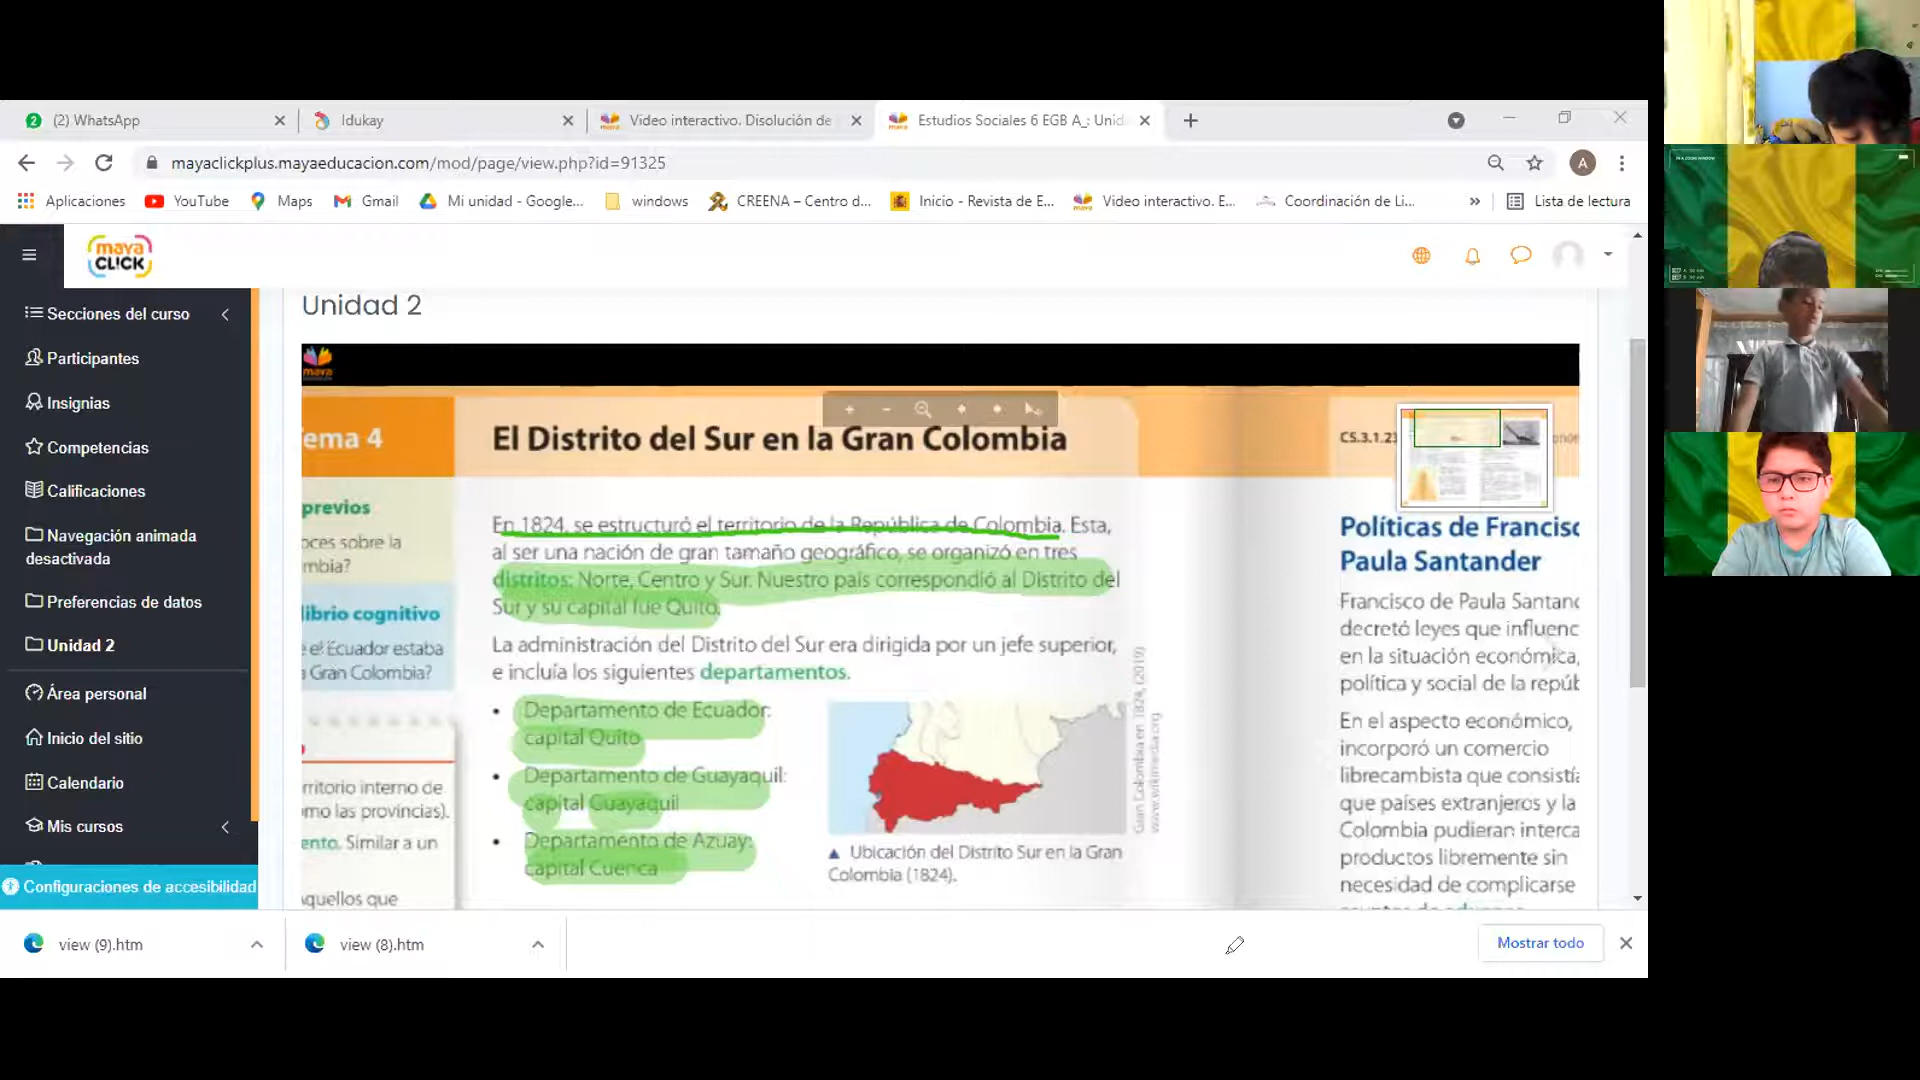 (2) WhatsApp
Idukay
Video interactivo. Disolución de
Estudios Sociales 6 EGB A_: Unid
mayaclickplus.mayaeducacion.com/mod/page/view.php?id=91325
A
Aplicaciones
YouTube
Maps
Gmail
Mi unidad - Google...
windows
CREENA – Centro d...
Inicio - Revista de E...
Video interactivo. E...
Coordinación de Li...
»
Lista de lectura
maya
CLICK
Secciones del curso
Participantes
Insignias
Competencias
Calificaciones
Navegación animada
desactivada
Preferencias de datos
Unidad 2
Área personal
Inicio del sitio
Calendario
Mis cursos
Configuraciones de accesibilidad
Unidad 2
maya
ema 4
El Distrito del Sur en la Gran Colombia
CS.3.1.23
previos
oces sobre la
mbia?
librio cognitivo
e el Ecuador estaba
Gran Colombia?
rritorio interno de
mo las provincias).
ento. Similar a un
quellos que
En 1824, se estructuró el territorio de la República de Colombia. Esta,
al ser una nación de gran tamaño geográfico, se organizó en tres
distritos: Norte, Centro y Sur. Nuestro país correspondió al Distrito del
Sur y su capital fue Quito.
La administración del Distrito del Sur era dirigida por un jefe superior,
e incluía los siguientes departamentos.
• Departamento de Ecuador:
capital Quito
• Departamento de Guayaquil:
capital Guayaquil
• Departamento de Azuay:
capital Cuenca
Gran Colombia en 1824, (2019)
www.wikimedia.org
▲ Ubicación del Distrito Sur en la Gran
Colombia (1824).
Políticas de Francisc
Paula Santander
Francisco de Paula Santand
decretó leyes que influenc
en la situación económica,
política y social de la repúb
En el aspecto económico,
incorporó un comercio
librecambista que consistía
que países extranjeros y la
Colombia pudieran interca
productos libremente sin
necesidad de complicarse
view (9).htm
view (8).htm
Mostrar todo